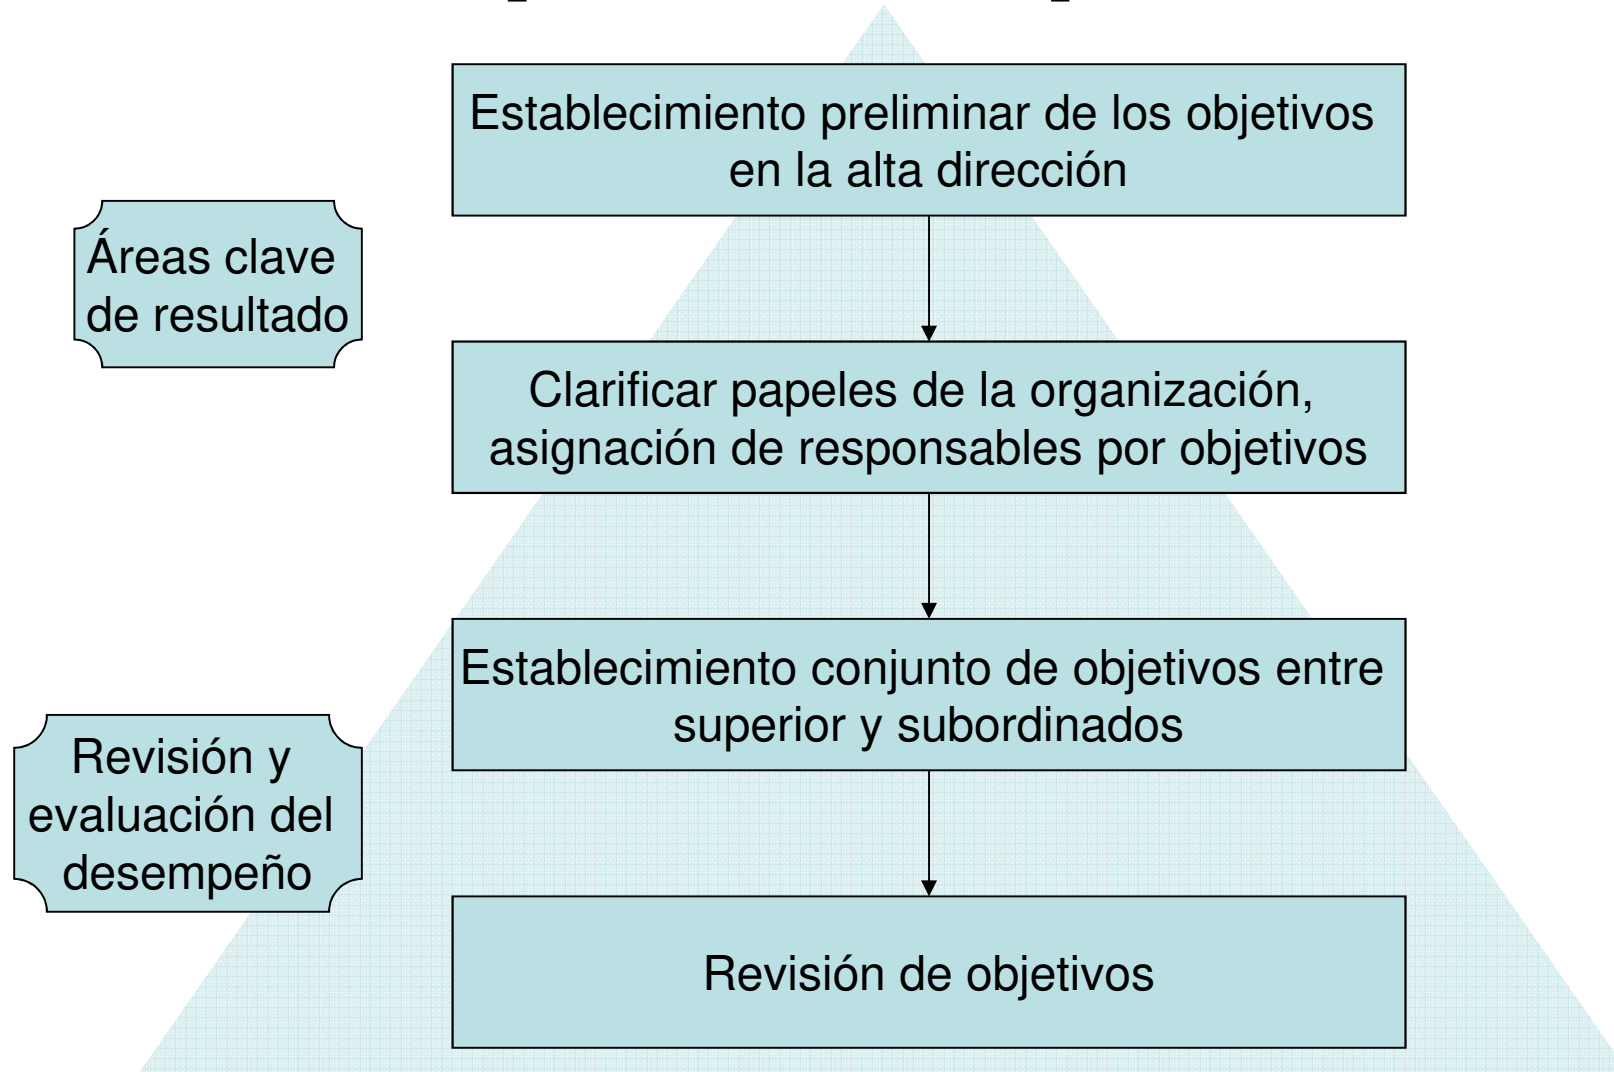 Establecimiento preliminar de los objetivos
en la alta dirección
Áreas clave
de resultado
Clarificar papeles de la organización,
asignación de responsables por objetivos
Establecimiento conjunto de objetivos entre
superior y subordinados
Revisión y
evaluación del
desempeño
Revisión de objetivos